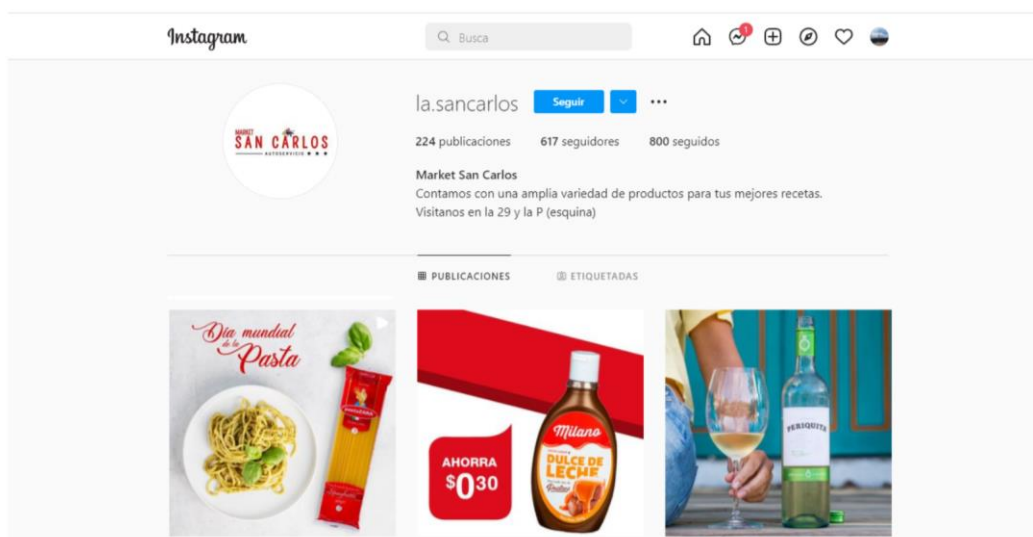 Instagram
Busca
1
MARKET
SAN CARLOS
AUTOSERVICIO
la.sancarlos Seguir
224 publicaciones 617 seguidores 800 seguidos
Market San Carlos
Contamos con una amplia variedad de productos para tus mejores recetas.
Visitanos en la 29 y la P (esquina)
PUBLICACIONES ETIQUETADAS
Día mundial
de la
Pasta
Spaghetti
AHORRA
$0.30
Milano
DULCE DE
LECHE
PERIQUITA